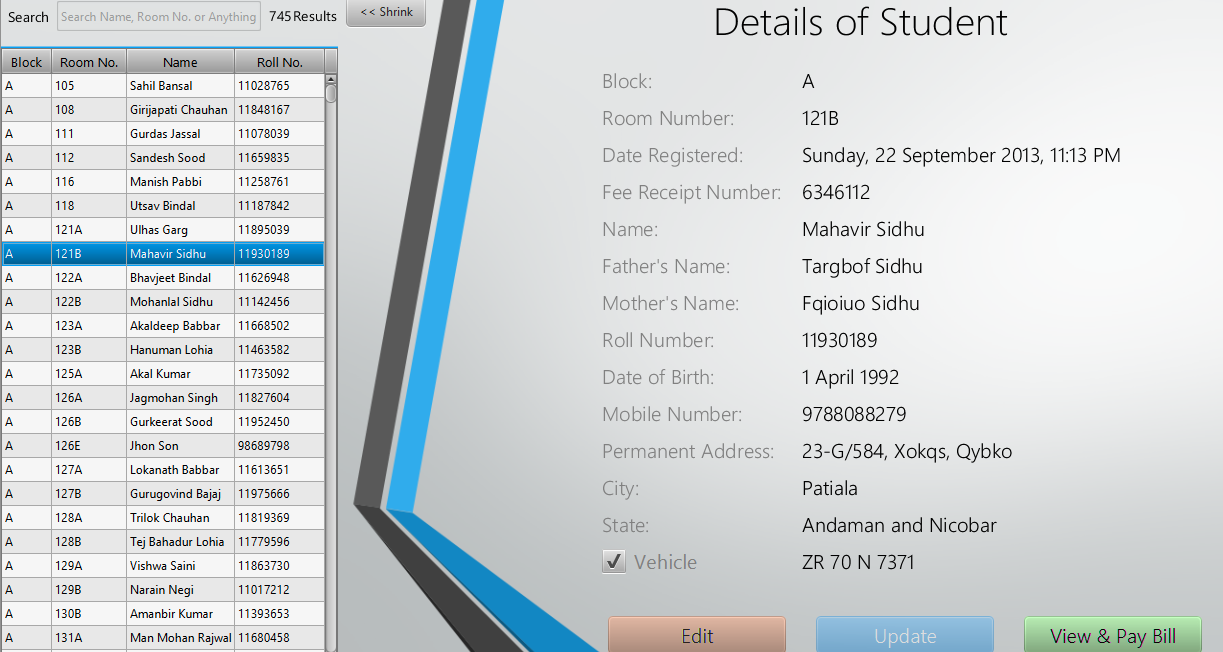 Search Search Name, Room No. or Anything 745 Results << Shrink
Block Room No. Name Roll No.
A 105 Sahil Bansal 11028765
A 108 Girijapati Chauhan 11848167
A 111 Gurdas Jassal 11078039
A 112 Sandesh Sood 11659835
A 116 Manish Pabbi 11258761
A 118 Utsav Bindal 11187842
A 121A Ulhas Garg 11895039
A 121B Mahavir Sidhu 11930189
A 122A Bhavjeet Bindal 11626948
A 122B Mohanlal Sidhu 11142456
A 123A Akaldeep Babbar 11668502
A 123B Hanuman Lohia 11463582
A 125A Akal Kumar 11735092
A 126A Jagmohan Singh 11827604
A 126B Gurkeerat Sood 11952450
A 126E Jhon Son 98689798
A 127A Lokanath Babbar 11613651
A 127B Gurugovind Bajaj 11975666
A 128A Trilok Chauhan 11819369
A 128B Tej Bahadur Lohia 11779596
A 129A Vishwa Saini 11863730
A 129B Narain Negi 11017212
A 130B Amanbir Kumar 11393653
A 131A Man Mohan Rajwal 11680458
Details of Student
Block: A
Room Number: 121B
Date Registered: Sunday, 22 September 2013, 11:13 PM
Fee Receipt Number: 6346112
Name: Mahavir Sidhu
Father's Name: Targbof Sidhu
Mother's Name: Fqioiuo Sidhu
Roll Number: 11930189
Date of Birth: 1 April 1992
Mobile Number: 9788088279
Permanent Address: 23-G/584, Xokqs, Qybko
City: Patiala
State: Andaman and Nicobar
Vehicle ZR 70 N 7371
Edit Update View & Pay Bill